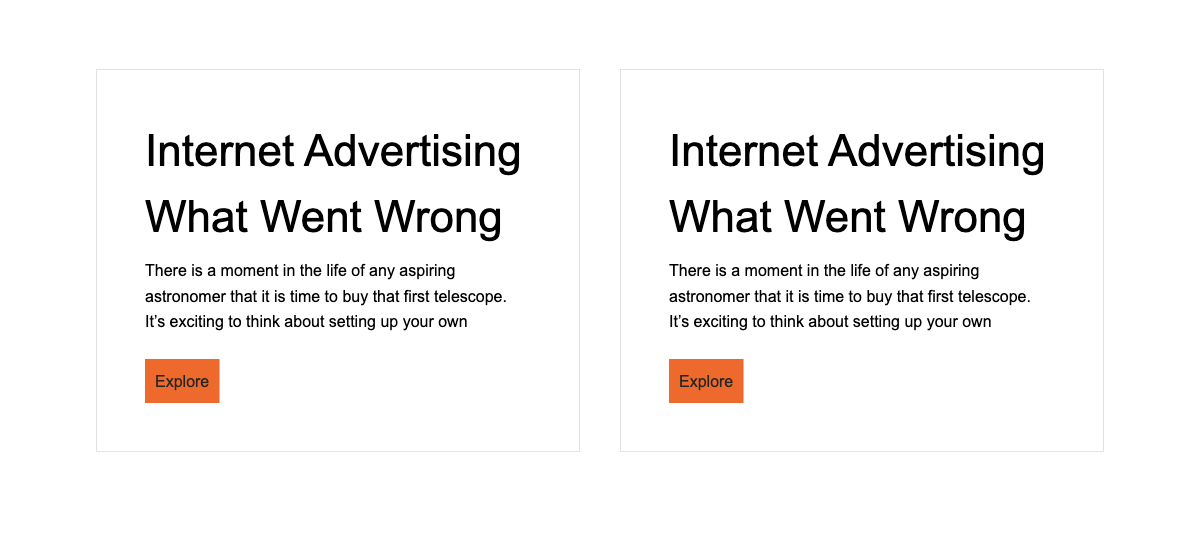 Internet Advertising
What Went Wrong
There is a moment in the life of any aspiring
astronomer that it is time to buy that first telescope.
It’s exciting to think about setting up your own
Explore
Internet Advertising
What Went Wrong
There is a moment in the life of any aspiring
astronomer that it is time to buy that first telescope.
It’s exciting to think about setting up your own
Explore